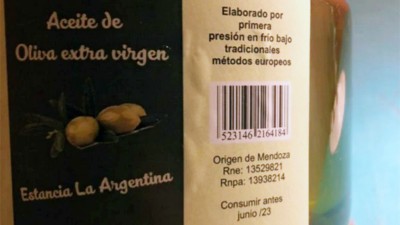 Aceite de
Oliva extra virgen
Estancia La Argentina
Elaborado por
primera
presión en frío bajo
tradicionales
métodos europeos
523146 2164184
Origen de Mendoza
Rne: 13529821
Rnpa: 13938214
Consumir antes
junio /23